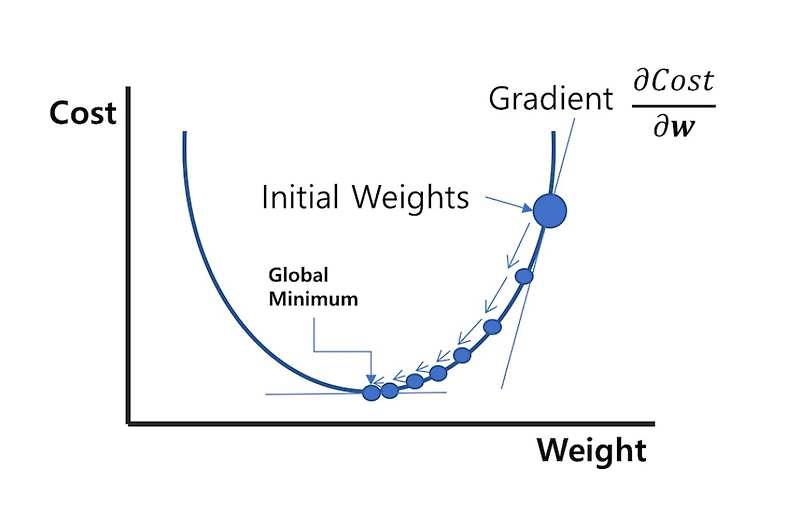 Cost
Gradient ∂Cost/∂w
Initial Weights
Global
Minimum
Weight